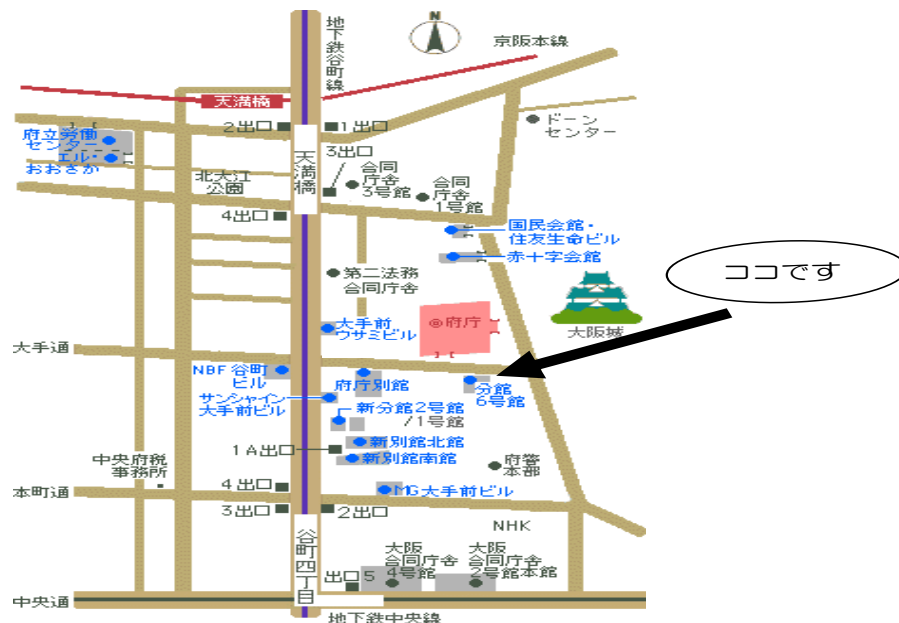 N
地下鉄谷町線
京阪本線
天満橋
2出口
1出口
ドーン
センター
府立労働
センター
エル・
おおさか
3出口
天満橋
合同
庁舎
3号館
合同
庁舎
1号館
北大江
公園
4出口
国民会館・
住友生命ビル
赤十字会館
ココです
第二法務
合同庁舎
大阪城
大手前
ウサミビル
府庁
大手通
NBF谷町
ビル
府庁別館
分館
6号館
サンシャイン
大手前ビル
新分館2号館
/1号館
1A出口
新別館北館
新別館南館
中央府税
事務所
府警
本部
本町通
4出口
MG大手前ビル
3出口
2出口
NHK
谷町四丁目
出口5
大阪
合同庁舎
4号館
大阪
合同庁舎
2号館本館
中央通
地下鉄中央線